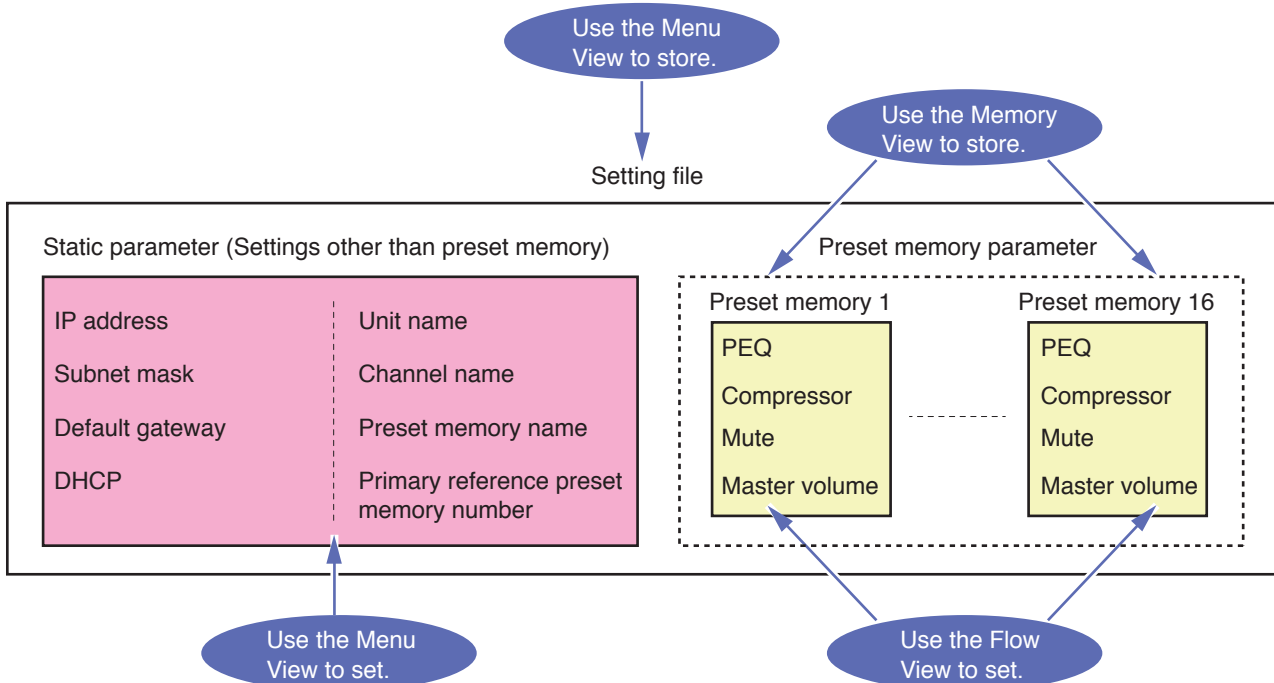 Use the Menu
View to store.
Use the Memory
View to store.
Setting file
Static parameter (Settings other than preset memory)
IP address
Subnet mask
Default gateway
DHCP
Unit name
Channel name
Preset memory name
Primary reference preset
memory number
Preset memory parameter
Preset memory 1
PEQ
Compressor
Mute
Master volume
Preset memory 16
PEQ
Compressor
Mute
Master volume
Use the Menu
View to set.
Use the Flow
View to set.